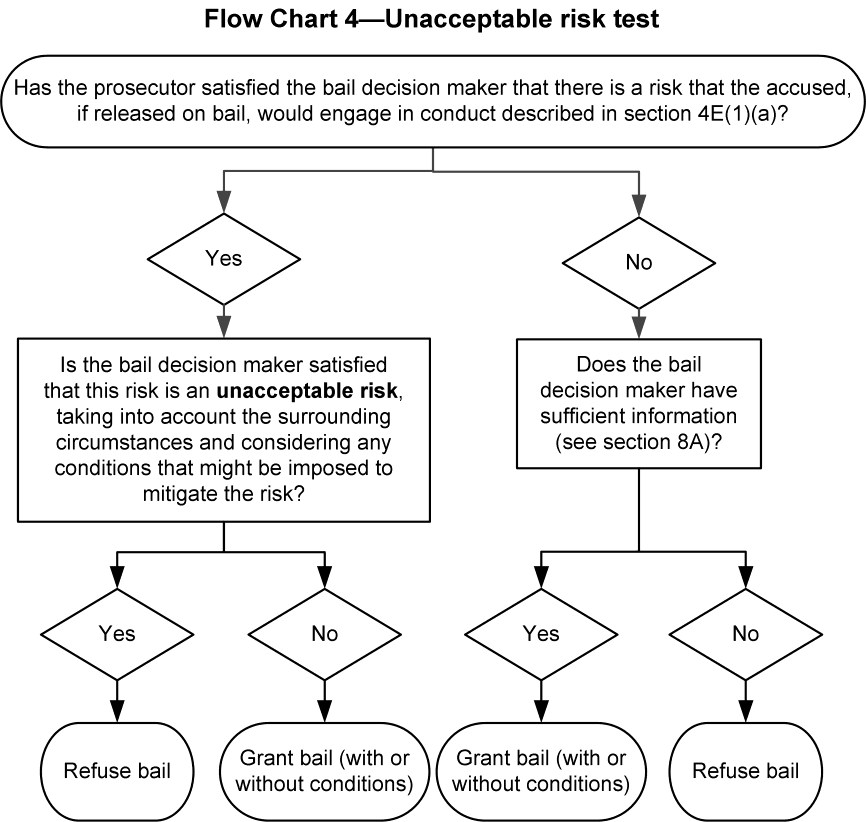 Flow Chart 4—Unacceptable risk test
Has the prosecutor satisfied the bail decision maker that there is a risk that the accused,
if released on bail, would engage in conduct described in section 4E(1)(a)?
Yes
No
Is the bail decision maker satisfied
that this risk is an unacceptable risk,
taking into account the surrounding
circumstances and considering any
conditions that might be imposed to
mitigate the risk?
Does the bail
decision maker have
sufficient information
(see section 8A)?
Yes
No
Yes
No
Refuse bail
Grant bail (with or
without conditions)
Grant bail (with or
without conditions)
Refuse bail